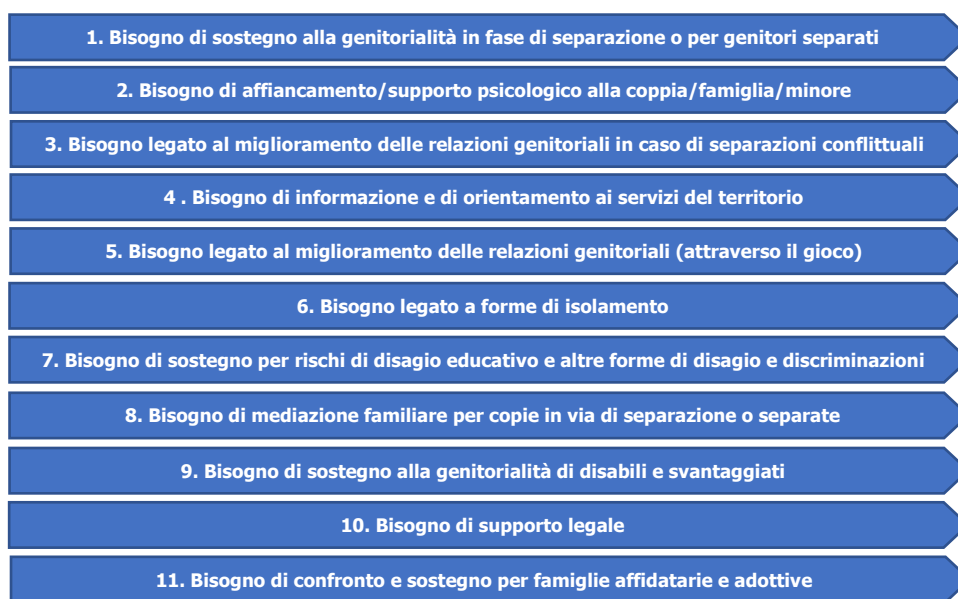 1. Bisogno di sostegno alla genitorialità in fase di separazione o per genitori separati
2. Bisogno di affiancamento/supporto psicologico alla coppia/famiglia/minore
3. Bisogno legato al miglioramento delle relazioni genitoriali in caso di separazioni conflittuali
4 . Bisogno di informazione e di orientamento ai servizi del territorio
5. Bisogno legato al miglioramento delle relazioni genitoriali (attraverso il gioco)
6. Bisogno legato a forme di isolamento
7. Bisogno di sostegno per rischi di disagio educativo e altre forme di disagio e discriminazioni
8. Bisogno di mediazione familiare per copie in via di separazione o separate
9. Bisogno di sostegno alla genitorialità di disabili e svantaggiati
10. Bisogno di supporto legale
11. Bisogno di confronto e sostegno per famiglie affidatarie e adottive